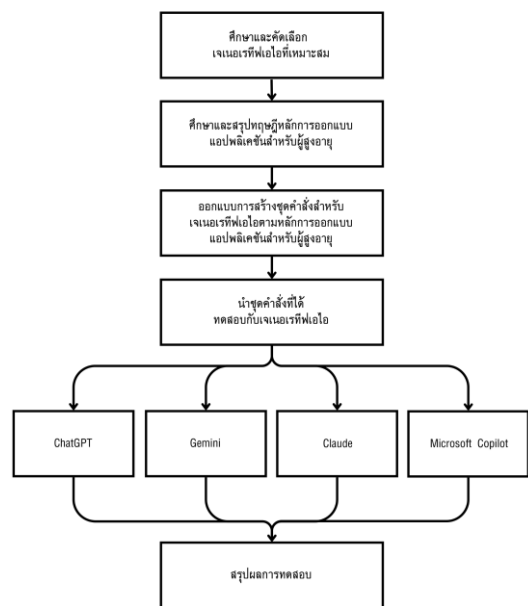 ศึกษาและคัดเลือก
เจเนอเรทีฟเอไอที่เหมาะสม
ศึกษาและสรุปทฤษฎีหลักการออกแบบ
แอปพลิเคชันสำหรับผู้สูงอายุ
ออกแบบการสร้างชุดคำสั่งสำหรับ
เจเนอเรทีฟเอไอตามหลักการออกแบบ
แอปพลิเคชันสำหรับผู้สูงอายุ
นำชุดคำสั่งที่ได้
ทดสอบกับเจเนอเรทีฟเอไอ
ChatGPT
Gemini
Claude
Microsoft Copilot
สรุปผลการทดสอบ